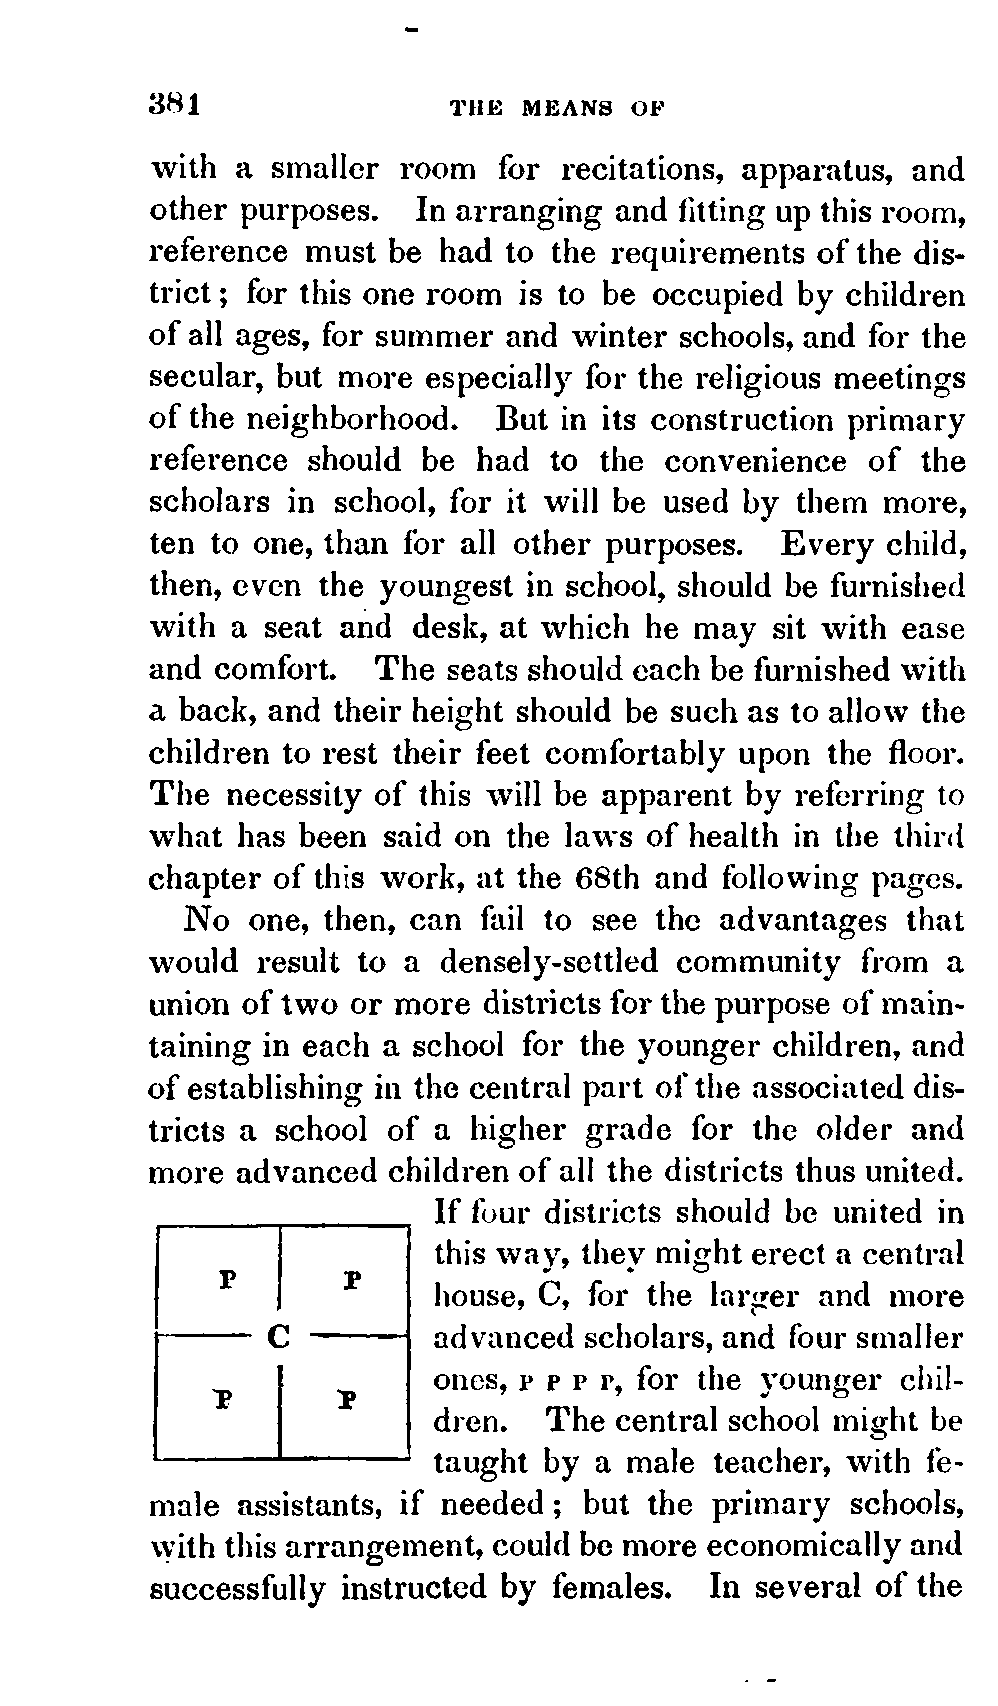 381 THE MEANS OF
with a smaller room for recitations, apparatus, and
other purposes. In arranging and fitting up this room,
reference must be had to the requirements of the dis-
trict; for this one room is to be occupied by children
of all ages, for summer and winter schools, and for the
secular, but more especially for the religious meetings
of the neighborhood. But in its construction primary
reference should be had to the convenience of the
scholars in school, for it will be used by them more,
ten to one, than for all other purposes. Every child,
then, even the youngest in school, should be furnished
with a seat and desk, at which he may sit with ease
and comfort. The seats should each be furnished with
a back, and their height should be such as to allow the
children to rest their feet comfortably upon the floor.
The necessity of this will be apparent by referring to
what has been said on the laws of health in the third
chapter of this work, at the 68th and following pages.
No one, then, can fail to see the advantages that
would result to a densely-settled community from a
union of two or more districts for the purpose of main-
taining in each a school for the younger children, and
of establishing in the central part of the associated dis-
tricts a school of a higher grade for the older and
more advanced children of all the districts thus united.
If four districts should be united in
this way, they might erect a central
house, C, for the larger and more
advanced scholars, and four smaller
ones, P P P P, for the younger chil-
dren. The central school might be
taught by a male teacher, with fe-
P P
C
P P
male assistants, if needed; but the primary schools,
with this arrangement, could be more economically and
successfully instructed by females. In several of the